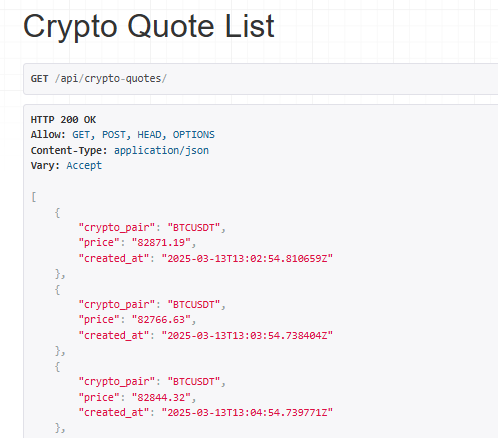 Crypto Quote List
GET /api/crypto-quotes/
HTTP 200 OK
Allow: GET, POST, HEAD, OPTIONS
Content-Type: application/json
Vary: Accept
[
{
"crypto_pair": "BTCUSDT",
"price": "82871.19",
"created_at": "2025-03-13T13:02:54.810659Z"
},
{
"crypto_pair": "BTCUSDT",
"price": "82766.63",
"created_at": "2025-03-13T13:03:54.738404Z"
},
{
"crypto_pair": "BTCUSDT",
"price": "82844.32",
"created_at": "2025-03-13T13:04:54.739771Z"
},